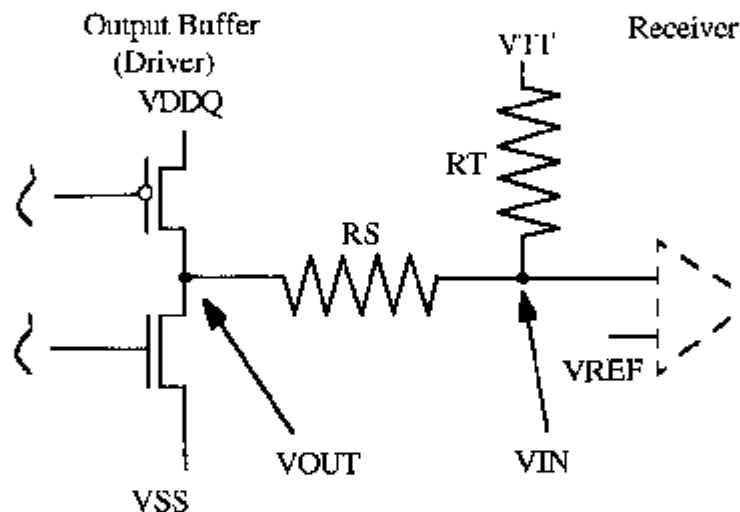 Output Buffer
(Driver)
VDDQ
VTT
Receiver
RT
RS
VREF
VOUT
VIN
VSS